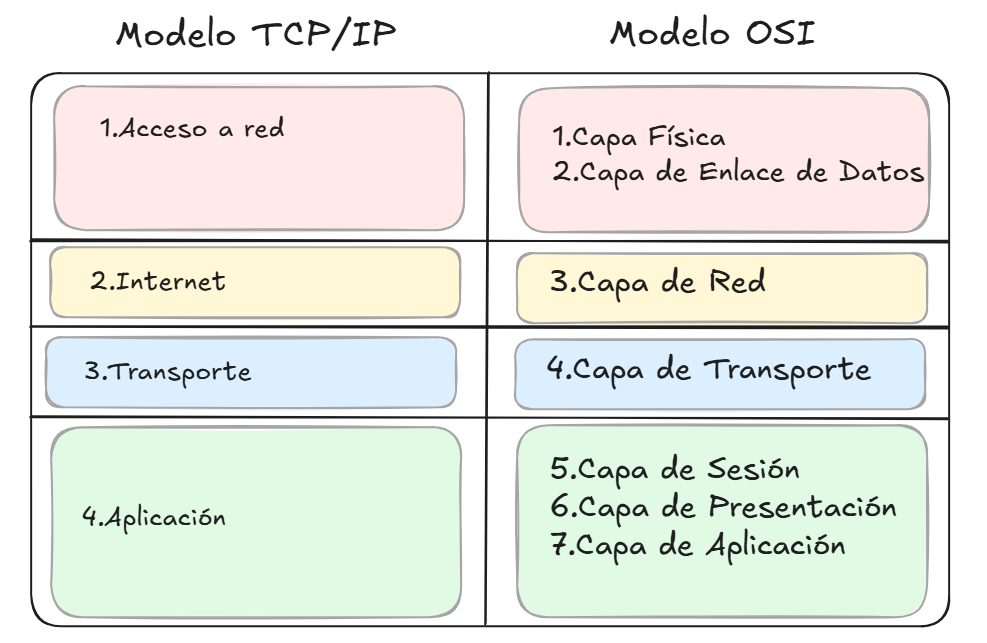 Modelo TCP/IP
Modelo OSI
1.Acceso a red
1.Capa Física
2.Capa de Enlace de Datos
2.Internet
3.Capa de Red
3.Transporte
4.Capa de Transporte
4.Aplicación
5.Capa de Sesión
6.Capa de Presentación
7.Capa de Aplicación